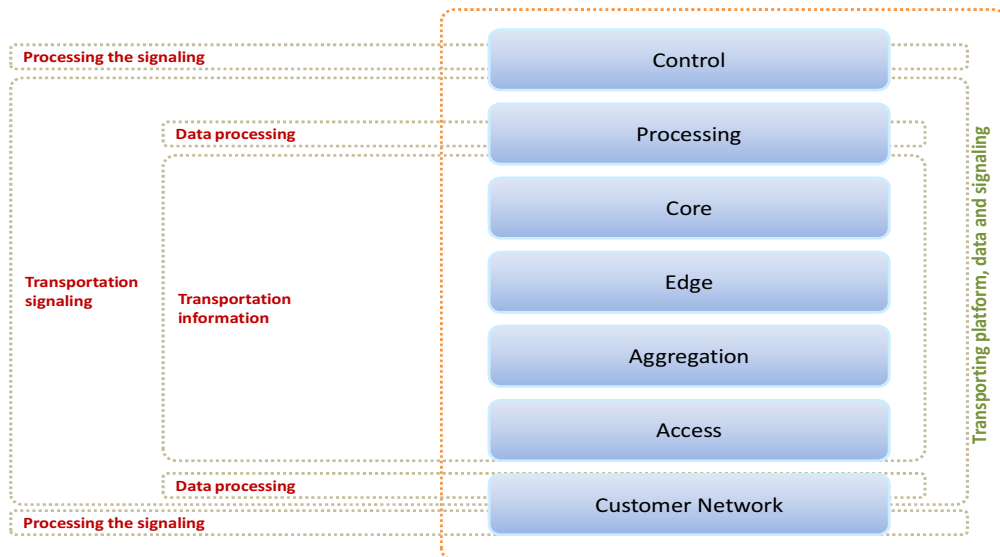 Processing the signaling
Control
Data processing
Processing
Core
Transportation
signaling
Transportation
information
Edge
Aggregation
Access
Data processing
Customer Network
Processing the signaling
Transporting platform, data and signaling